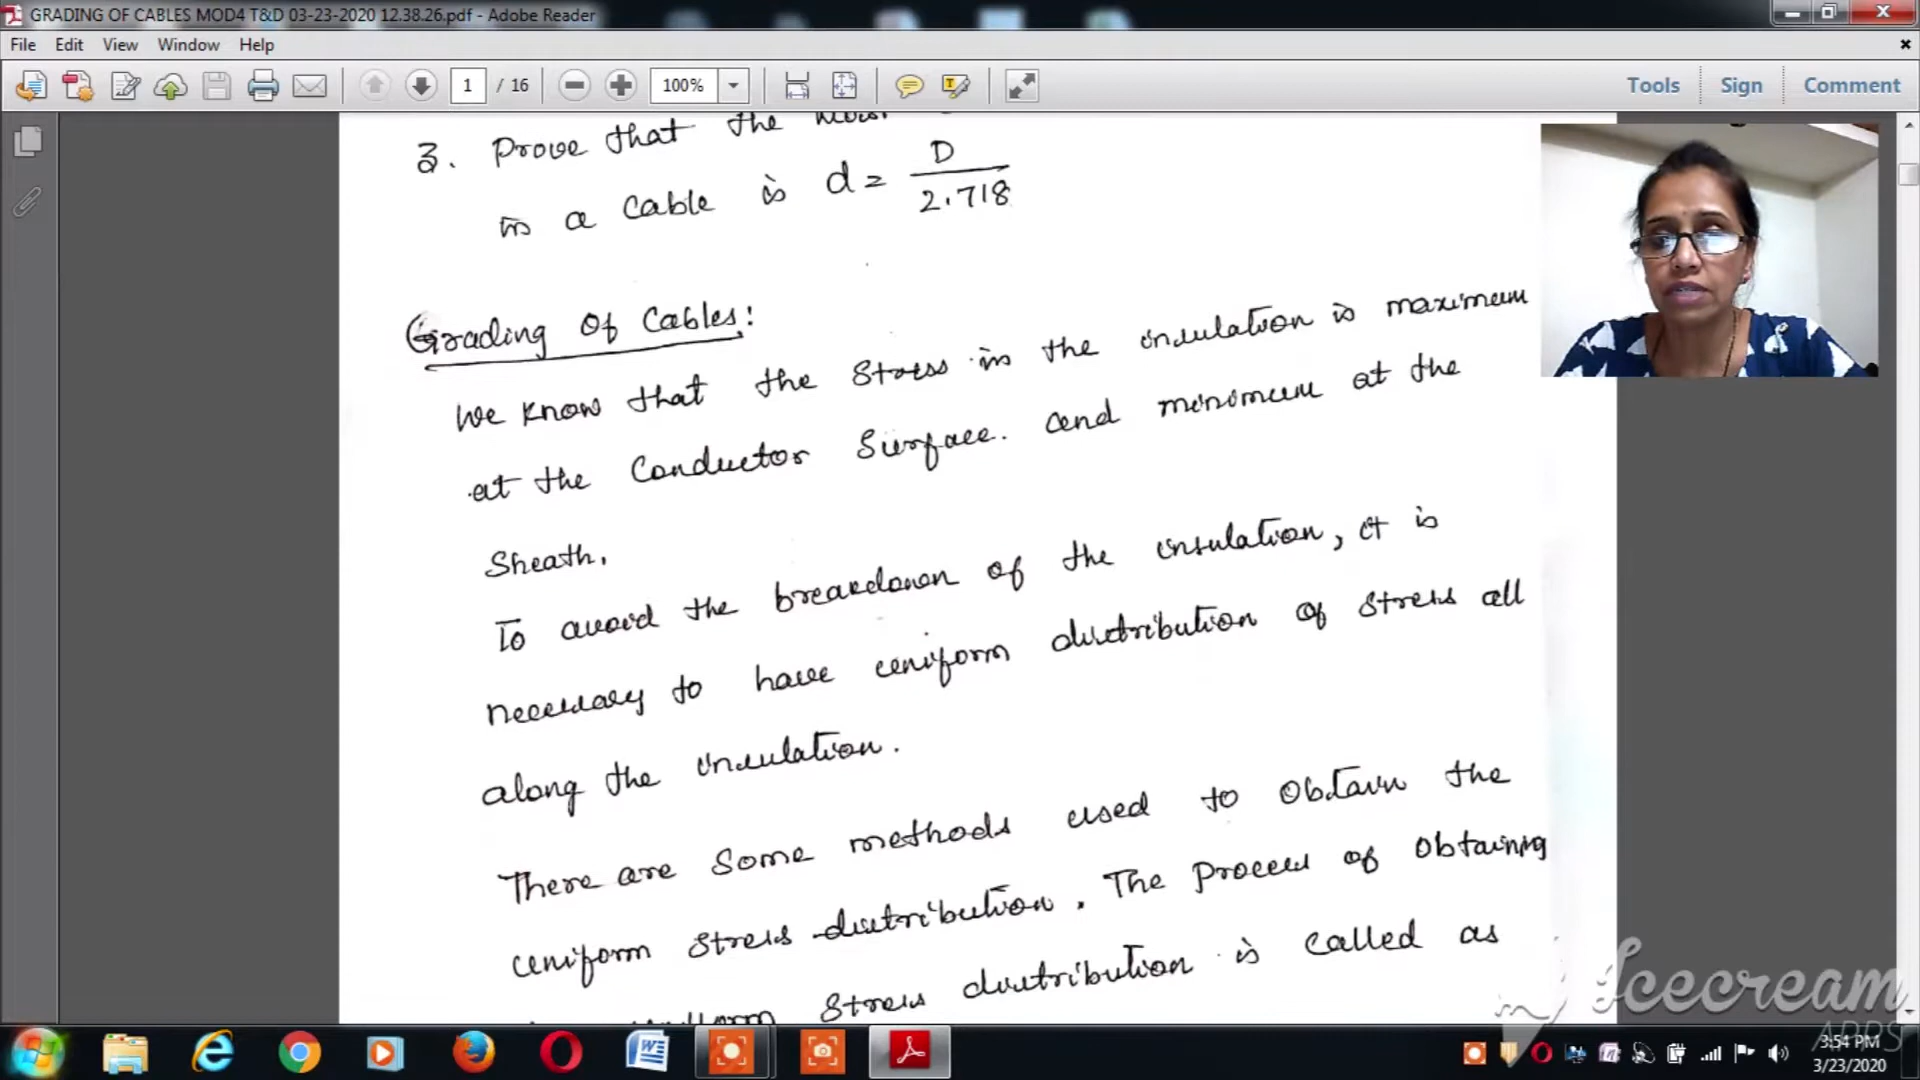 GRADING OF CABLES MOD4 T&D 03-23-2020 12.38.26.pdf - Adobe Reader
File Edit View Window Help
1 / 16 100% Tools Sign Comment
3. Prove that the
in a Cable is d = D / 2.718
Grading Of Cables:
We know that the Stress in the insulation is maximum
at the Conductor Surface. and minimum at the
Sheath.
To avoid the breakdown of the insulation, it is
necessary to have uniform distribution of stress all
along the insulation.
There are some methods used to obtain the
uniform stress distribution. The process of obtaining
uniform stress distribution is called as
Icecream
APPS
3:54 PM
3/23/2020